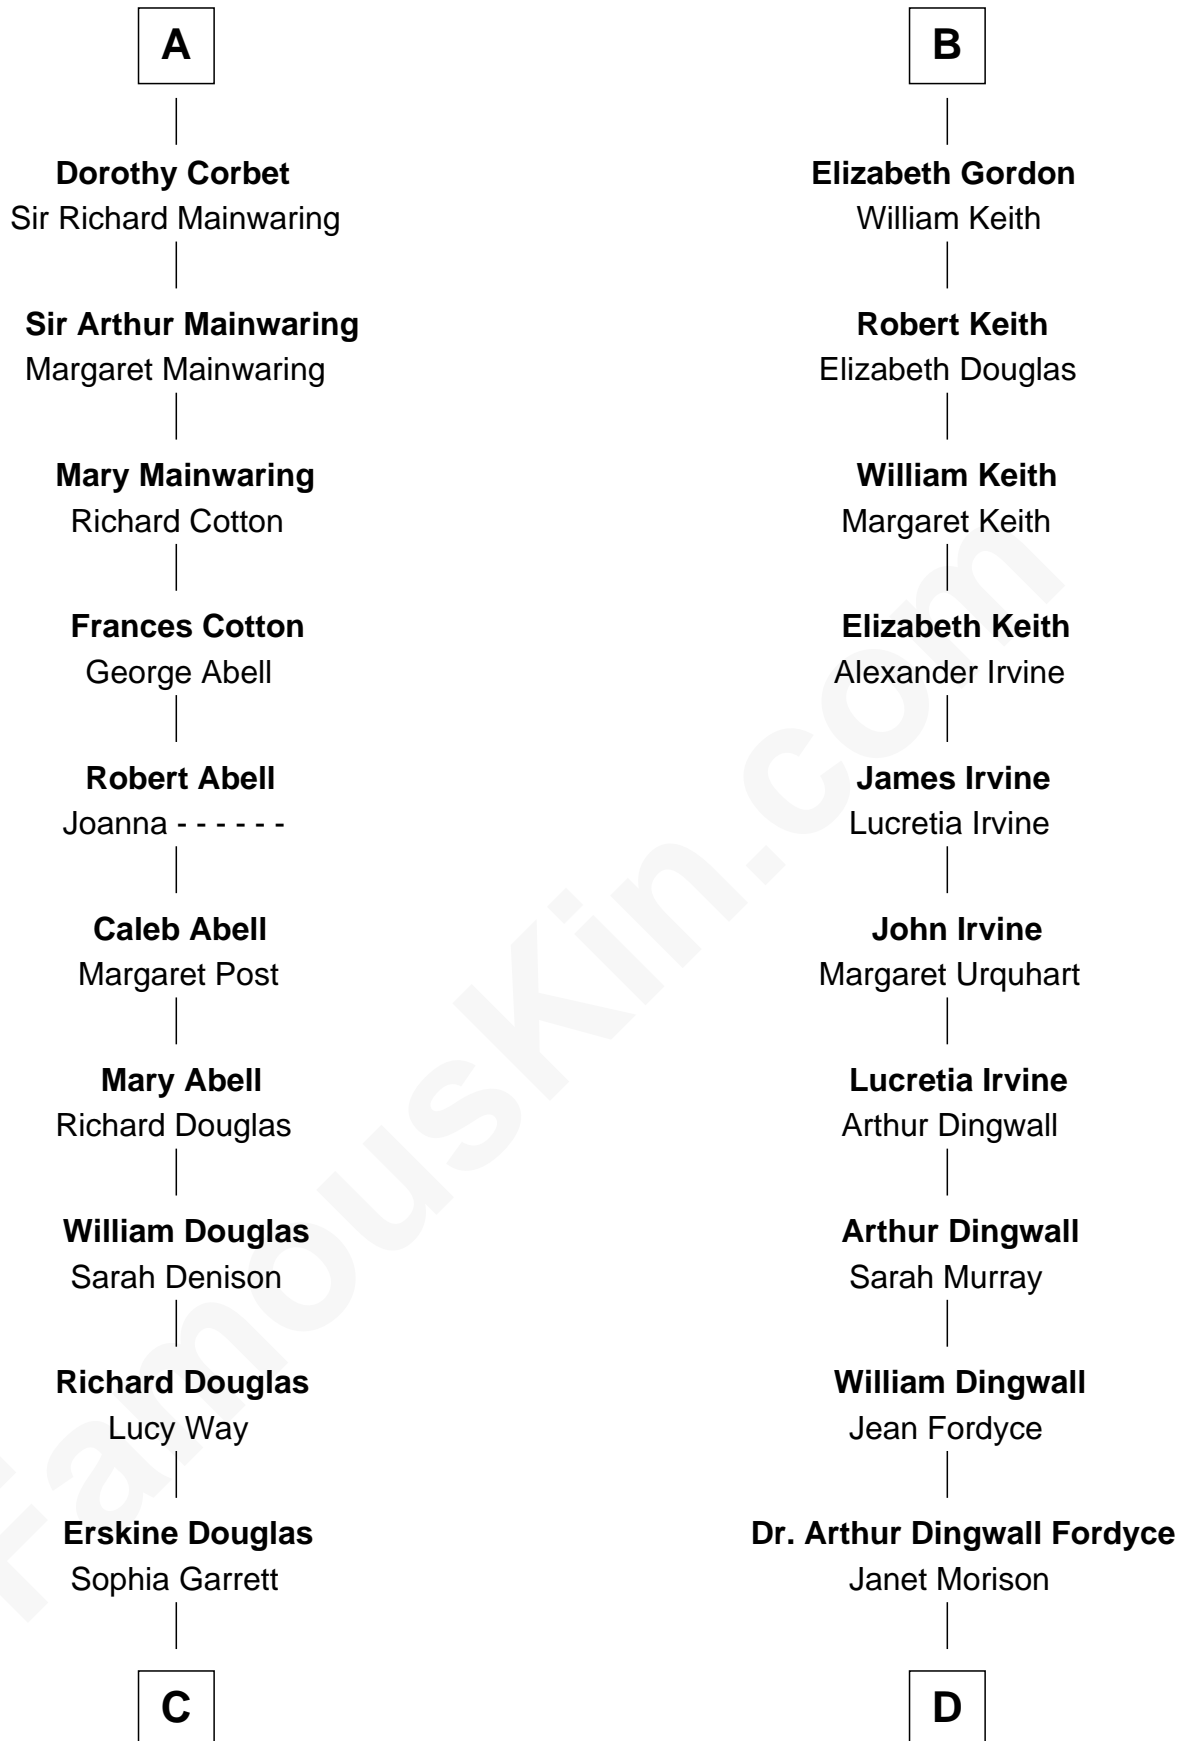 A
Dorothy Corbet
Sir Richard Mainwaring
Sir Arthur Mainwaring
Margaret Mainwaring
Mary Mainwaring
Richard Cotton
Frances Cotton
George Abell
Robert Abell
Joanna - - - - - -
Caleb Abell
Margaret Post
Mary Abell
Richard Douglas
William Douglas
Sarah Denison
Richard Douglas
Lucy Way
Erskine Douglas
Sophia Garrett
C
B
Elizabeth Gordon
William Keith
Robert Keith
Elizabeth Douglas
William Keith
Margaret Keith
Elizabeth Keith
Alexander Irvine
James Irvine
Lucretia Irvine
John Irvine
Margaret Urquhart
Lucretia Irvine
Arthur Dingwall
Arthur Dingwall
Sarah Murray
William Dingwall
Jean Fordyce
Dr. Arthur Dingwall Fordyce
Janet Morison
D
FamousKin.com